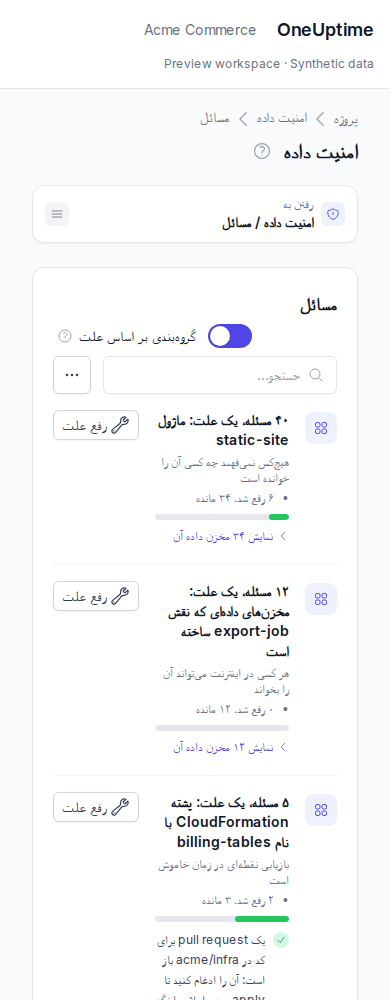 OneUptime
Acme Commerce
Preview workspace · Synthetic data
پروژه
امنیت داده
مسائل
امنیت داده
رفتن به
امنیت داده / مسائل
مسائل
گروه‌بندی بر اساس علت
جستجو...
۴۰ مسئله، یک علت: ماژول
static-site
هیچ‌کس نمی‌فهمد چه کسی آن را
خوانده است
• ۶ رفع شد. ۳۴ مانده
نمایش ۳۴ مخزن داده آن
رفع علت
۱۲ مسئله، یک علت:
مخزن‌های داده‌ای که نقش
export-job ساخته
است
هر کسی در اینترنت می‌تواند آن
را بخواند
• ۰ رفع شد. ۱۲ مانده
نمایش ۱۲ مخزن داده آن
رفع علت
۵ مسئله، یک علت: پشته
CloudFormation با
نام billing-tables
بازیابی نقطه‌ای در زمان خاموش
است
• ۲ رفع شد. ۳ مانده
رفع علت
یک pull request برای
کد در acme/infra باز
است: آن را ادغام کنید تا